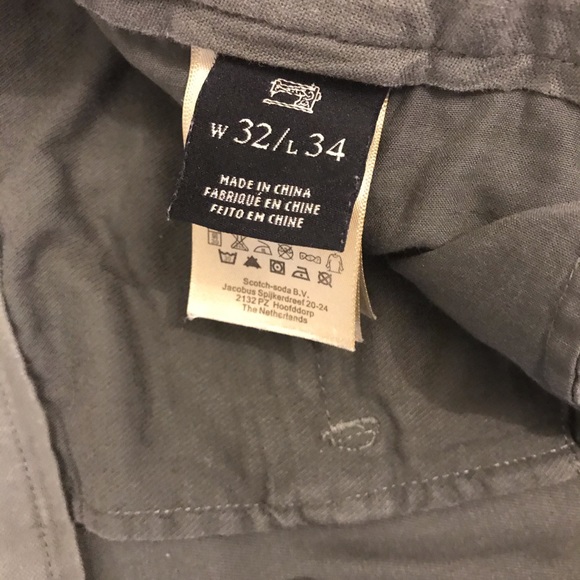 W 32/L 34
MADE IN CHINA
FABRIQUÉ EN CHINE
FEITO EM CHINE
Scotch-soda B.V.
Jacobus Spijkerdreef 20-24
2132 PZ Hoofddorp
The Netherlands